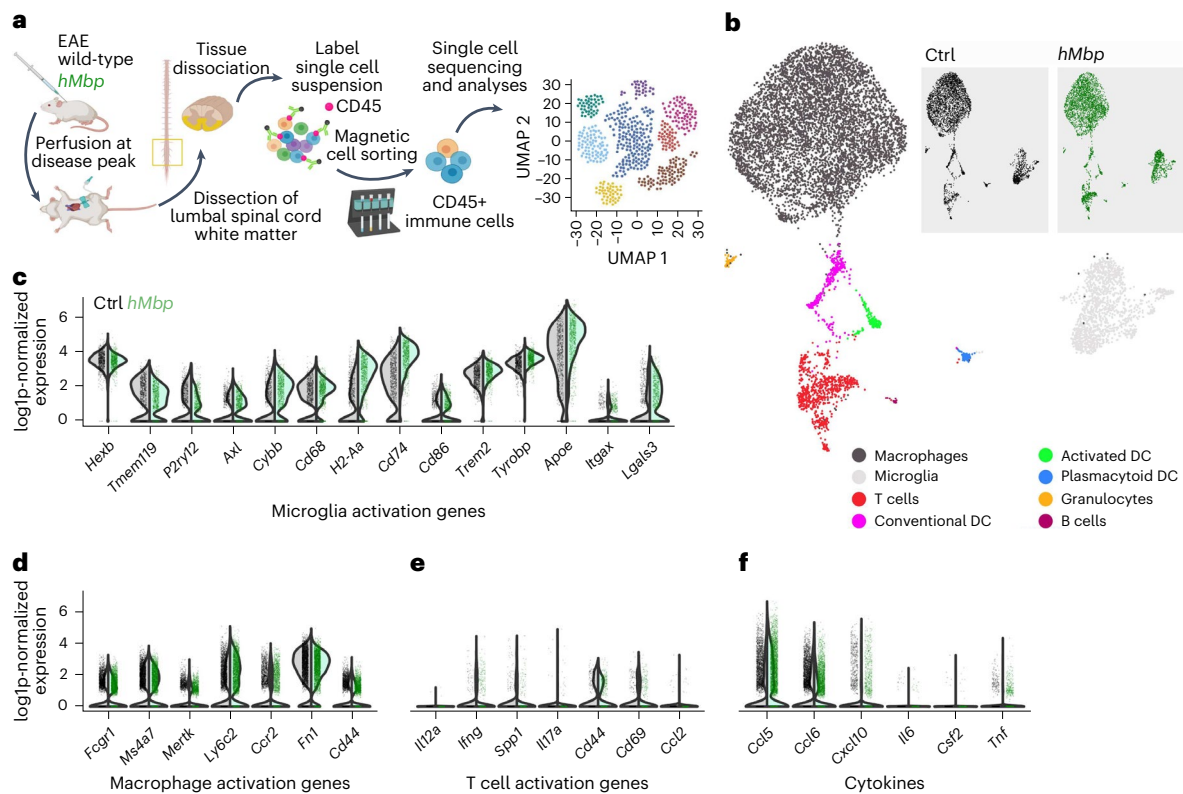 a
EAE
wild-type
hMbp
Perfusion at
disease peak
Tissue
dissociation
Dissection of
lumbal spinal cord
white matter
Label
single cell
suspension
CD45
Magnetic
cell sorting
CD45+
immune cells
Single cell
sequencing
and analyses
UMAP 2
30
20
10
0
−10
−20
−30
−30
−20
−10
0
10
20
30
UMAP 1
b
Ctrl
hMbp
Macrophages
Microglia
T cells
Conventional DC
Activated DC
Plasmacytoid DC
Granulocytes
B cells
c
Ctrl hMbp
log1p-normalized
expression
6
4
2
0
Hexb
Tmem119
P2ry12
Axl
Cybb
Cd68
H2-Aa
Cd74
Cd86
Trem2
Tyrobp
Apoe
Itgax
Lgals3
Microglia activation genes
d
log1p-normalized
expression
6
4
2
0
Fcgr1
Ms4a7
Mertk
Ly6c2
Ccr2
Fn1
Cd44
Macrophage activation genes
e
Il12a
Ifng
Spp1
Il17a
Cd44
Cd69
Ccl2
T cell activation genes
f
Ccl5
Ccl6
Cxcl10
Il6
Csf2
Tnf
Cytokines